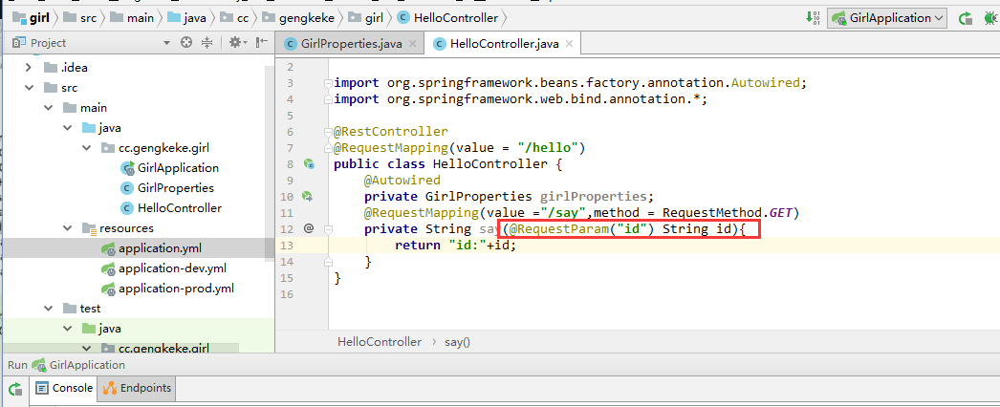 girl src main java cc gengkeke girl HelloController GirlApplication
Project
GirlProperties.java HelloController.java
.idea
src
main
java
cc.gengkeke.girl
GirlApplication
GirlProperties
HelloController
resources
application.yml
application-dev.yml
application-prod.yml
test
java
cc.gengkeke.girl
2
3 import org.springframework.beans.factory.annotation.Autowired;
4 import org.springframework.web.bind.annotation.*;
5
6 @RestController
7 @RequestMapping(value = "/hello")
8 public class HelloController {
9 @Autowired
10 private GirlProperties girlProperties;
11 @RequestMapping(value ="/say",method = RequestMethod.GET)
12 @ private String say(@RequestParam("id") String id){
13 return "id:"+id;
14 }
15 }
16
HelloController say()
Run GirlApplication
Console Endpoints